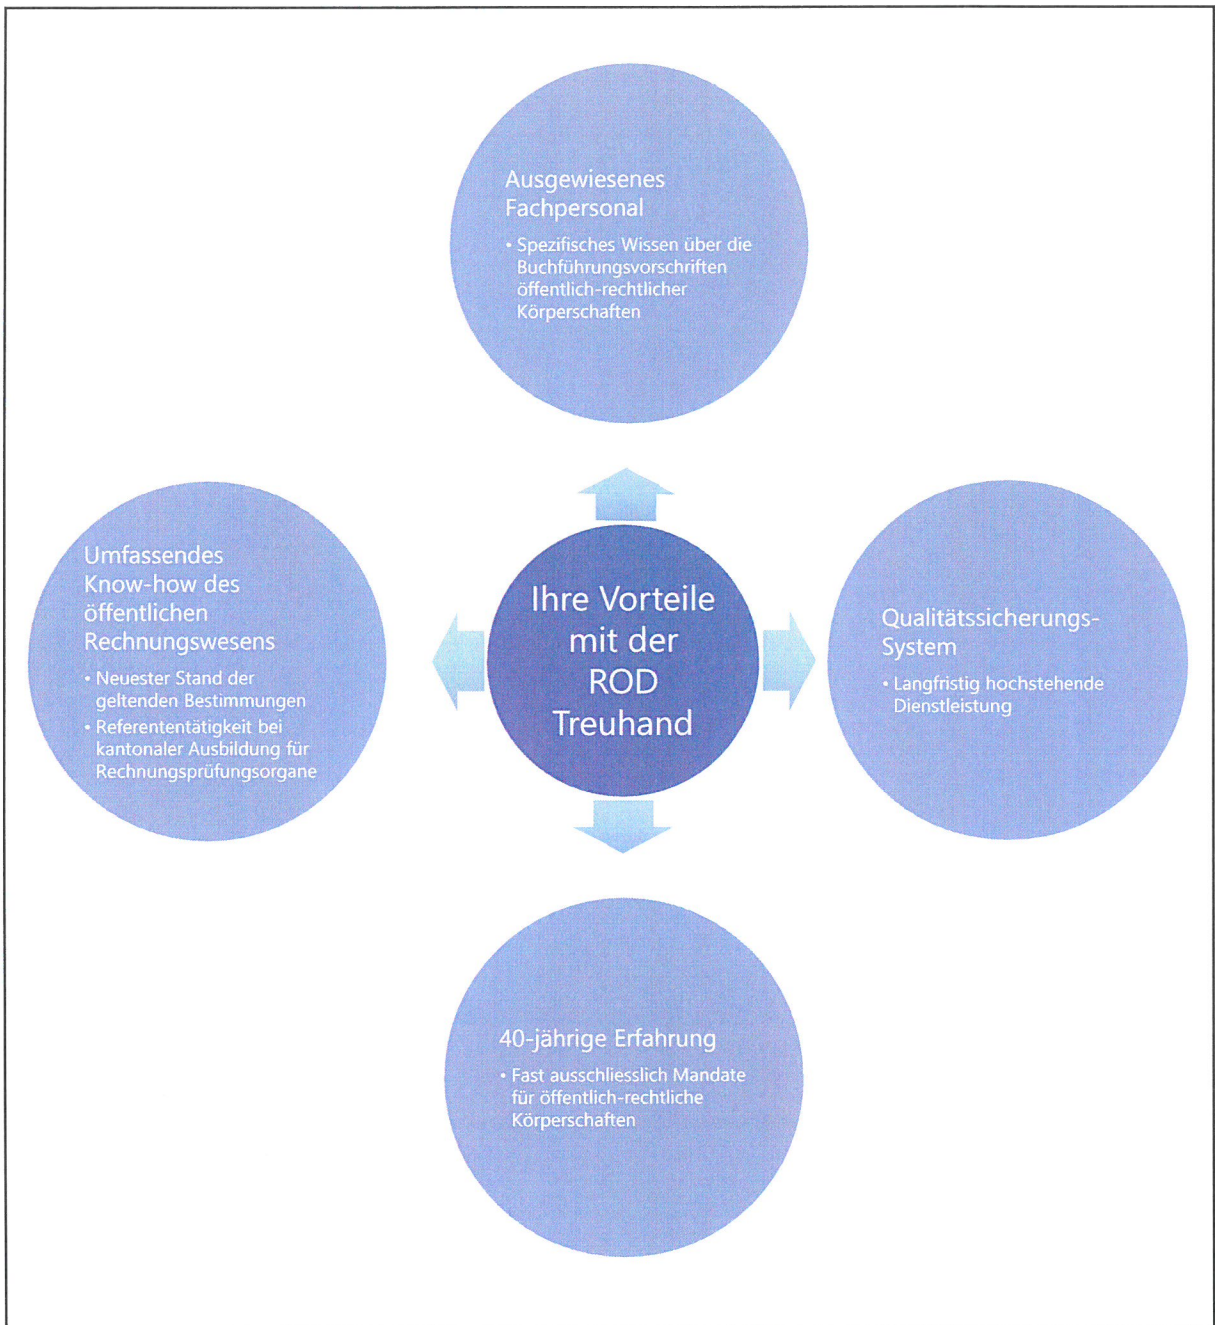 Ausgewiesenes
Fachpersonal
• Spezifisches Wissen über die
Buchführungsvorschriften
öffentlich-rechtlicher
Körperschaften
Umfassendes
Know-how des
öffentlichen
Rechnungswesens
• Neuester Stand der
geltenden Bestimmungen
• Referententätigkeit bei
kantonaler Ausbildung für
Rechnungsprüfungsorgane
Ihre Vorteile
mit der
ROD
Treuhand
Qualitätssicherungs-
System
• Langfristig hochstehende
Dienstleistung
40-jährige Erfahrung
• Fast ausschliesslich Mandate
für öffentlich-rechtliche
Körperschaften